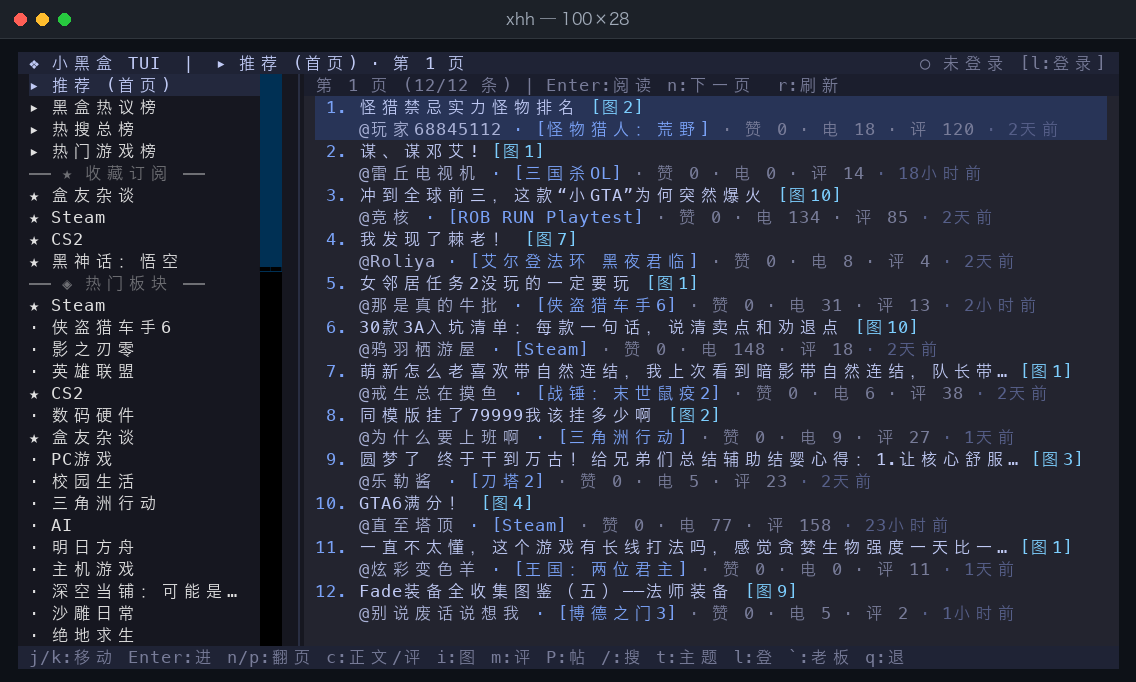 xhh — 100×28
❖ 小黑盒 TUI | ▸ 推荐 (首页) · 第 1 页 ○ 未登录 [l:登录]
▸ 推荐 (首页)
▸ 黑盒热议榜
▸ 热搜总榜
▸ 热门游戏榜
── ★ 收藏订阅 ──
★ 盒友杂谈
★ Steam
★ CS2
★ 黑神话: 悟空
── ◈ 热门板块 ──
★ Steam
· 侠盗猎车手6
· 影之刃零
· 英雄联盟
★ CS2
· 数码硬件
★ 盒友杂谈
· PC游戏
· 校园生活
· 三角洲行动
· AI
· 明日方舟
· 主机游戏
· 深空当铺: 可能是…
· 沙雕日常
· 绝地求生
第 1 页 (12/12 条) | Enter:阅读 n:下一页 r:刷新
1. 怪猎禁忌实力怪物排名 [图2]
@玩家68845112 · [怪物猎人: 荒野] · 赞 0 · 电 18 · 评 120 · 2天前
2. 谋、谋邓艾! [图1]
@雷丘电视机 · [三国杀OL] · 赞 0 · 电 0 · 评 14 · 18小时前
3. 冲到全球前三, 这款“小GTA”为何突然爆火 [图10]
@竞核 · [ROB RUN Playtest] · 赞 0 · 电 134 · 评 85 · 2天前
4. 我发现了棘老! [图7]
@Roliya · [艾尔登法环 黑夜君临] · 赞 0 · 电 8 · 评 4 · 2天前
5. 女邻居任务2没玩的一定要玩 [图1]
@那是真的牛批 · [侠盗猎车手6] · 赞 0 · 电 31 · 评 13 · 2小时前
6. 30款3A入坑清单: 每款一句话, 说清卖点和劝退点 [图10]
@鸦羽栖游屋 · [Steam] · 赞 0 · 电 148 · 评 18 · 2天前
7. 萌新怎么老喜欢带自然连结, 我上次看到暗影带自然连结, 队长带… [图1]
@戒生总在摸鱼 · [战锤: 末世鼠疫2] · 赞 0 · 电 6 · 评 38 · 2天前
8. 同模版挂了79999我该挂多少啊 [图2]
@为什么要上班啊 · [三角洲行动] · 赞 0 · 电 9 · 评 27 · 1天前
9. 圆梦了 终于干到万古! 给兄弟们总结辅助结婴心得: 1.让核心舒服… [图3]
@乐勒酱 · [刀塔2] · 赞 0 · 电 5 · 评 23 · 2天前
10. GTA6满分! [图4]
@直至塔顶 · [Steam] · 赞 0 · 电 77 · 评 158 · 23小时前
11. 一直不太懂, 这个游戏有长线打法吗, 感觉贪婪生物强度一天比一… [图1]
@炫彩变色羊 · [王国: 两位君主] · 赞 0 · 电 0 · 评 11 · 1天前
12. Fade装备全收集图鉴 (五) ——法师装备 [图9]
@别说废话说想我 · [博德之门3] · 赞 0 · 电 5 · 评 2 · 1小时前
j/k:移动 Enter:进 n/p:翻页 c:正文/评 i:图 m:评 P:帖 /:搜 t:主题 l:登 `:老板 q:退